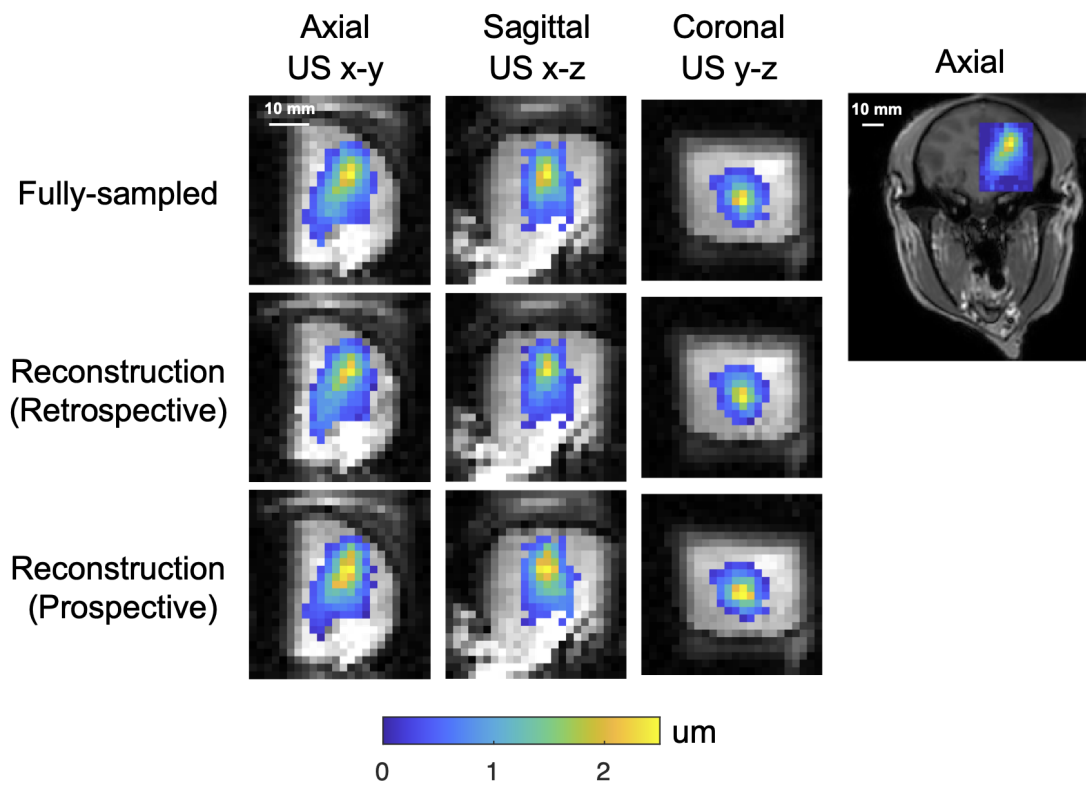 Axial
US x-y
Sagittal
US x-z
Coronal
US y-z
Axial
10 mm
10 mm
Fully-sampled
Reconstruction
(Retrospective)
Reconstruction
(Prospective)
um
0
1
2